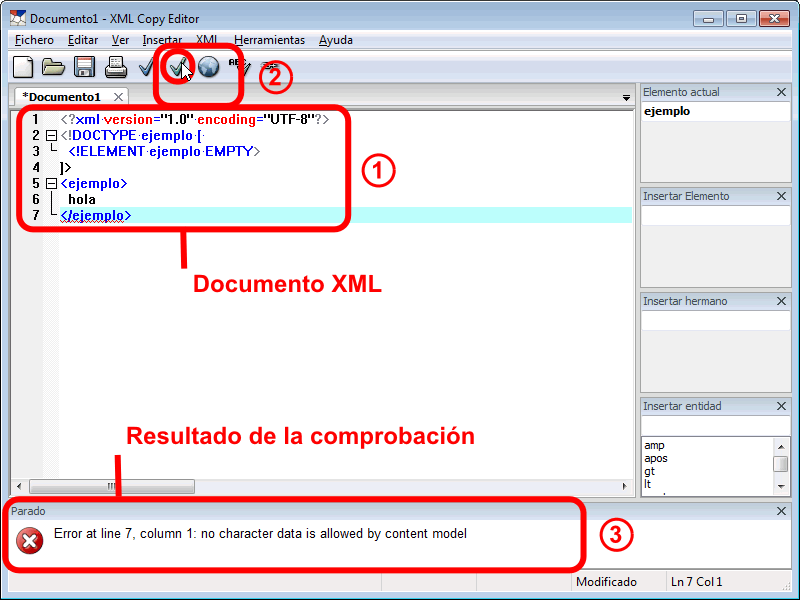 Documento1 - XML Copy Editor
Fichero Editar Ver Insertar XML Herramientas Ayuda
ABC
2
*Documento1
1 <?xml version="1.0" encoding="UTF-8"?>
2 <!DOCTYPE ejemplo [
3 <!ELEMENT ejemplo EMPTY>
4 ]>
5 <ejemplo>
6 hola
7 </ejemplo>
1
Documento XML
Elemento actual
ejemplo
Insertar Elemento
Insertar hermano
Insertar entidad
amp
apos
gt
lt
Resultado de la comprobación
Parado
Error at line 7, column 1: no character data is allowed by content model
3
Modificado
Ln 7 Col 1